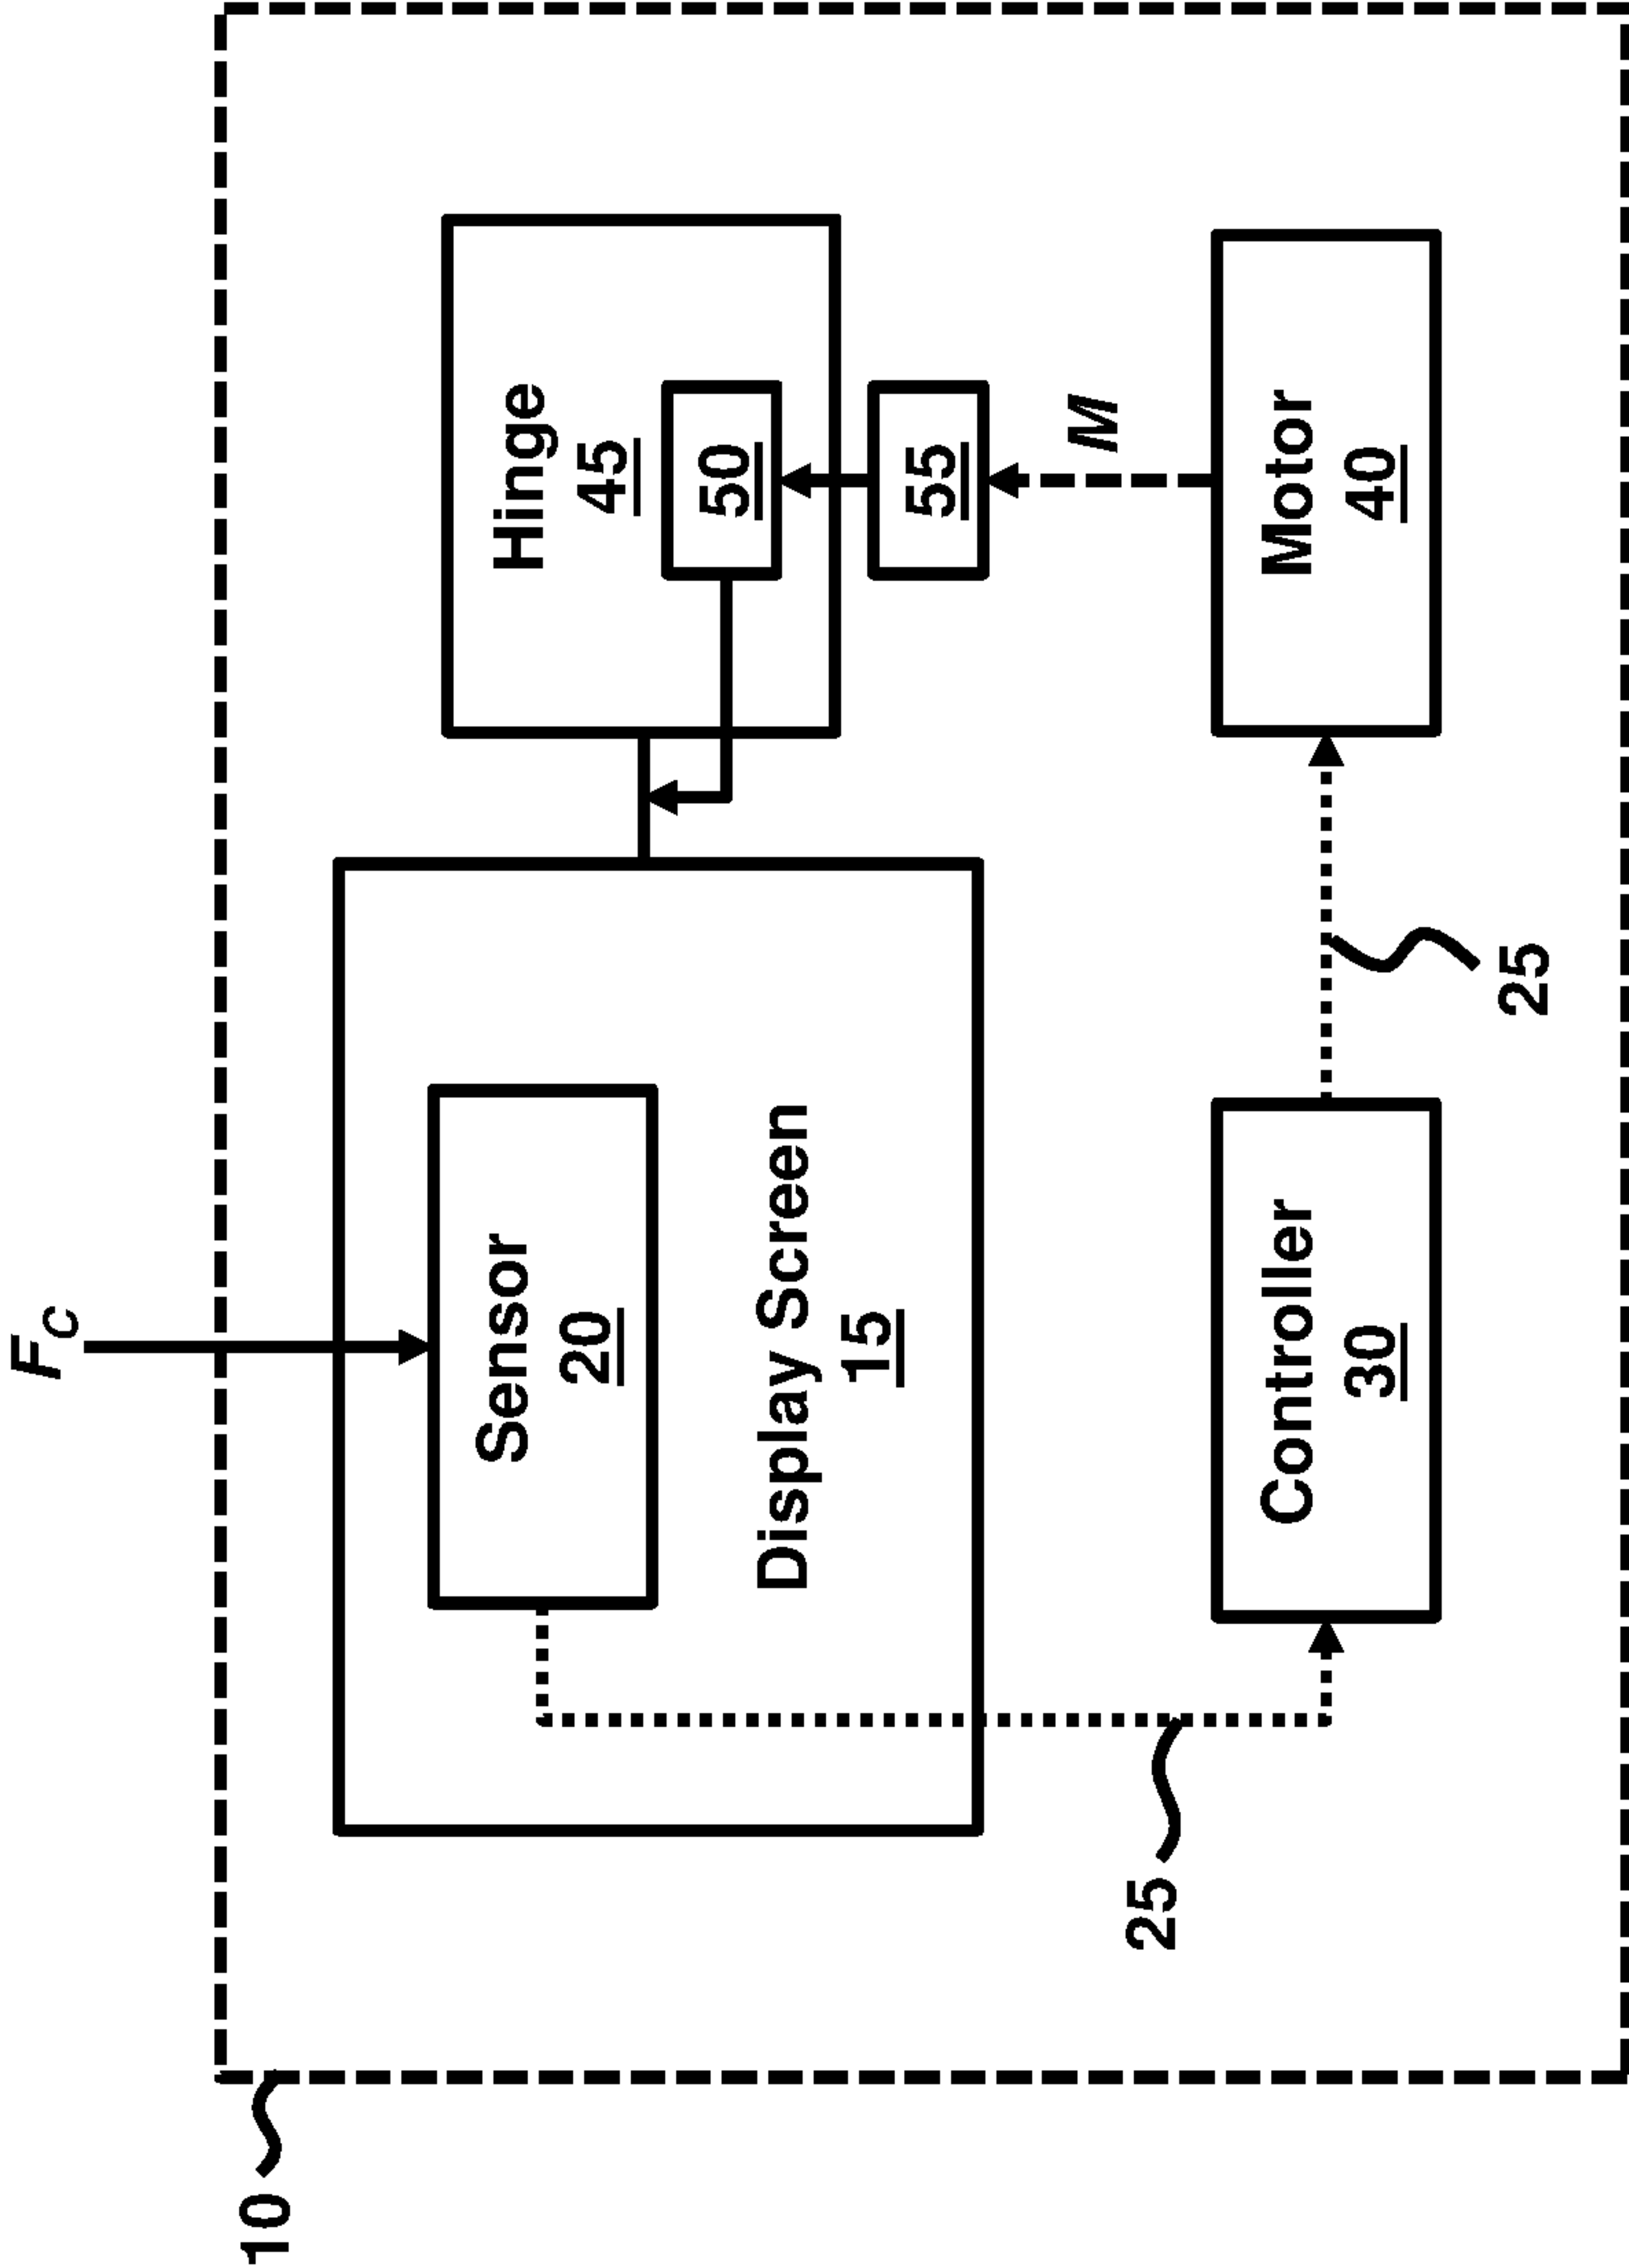 F_C
Sensor
20
Display Screen
15
Hinge
45
50
55
M
Motor
40
Controller
30
25
25
10